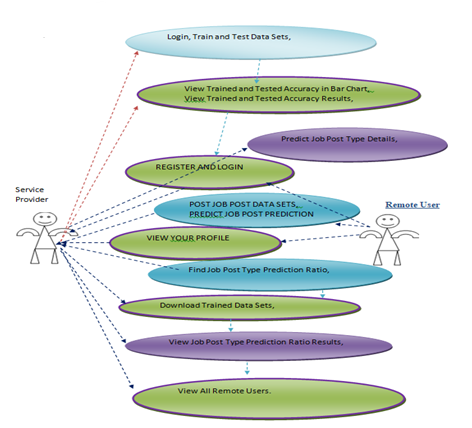 Login, Train and Test Data Sets,
View Trained and Tested Accuracy in Bar Chart,
View Trained and Tested Accuracy Results,
Predict Job Post Type Details,
REGISTER AND LOGIN
Service
Provider
POST JOB POST DATA SETS,
PREDICT JOB POST PREDICTION
Remote User
VIEW YOUR PROFILE
Find Job Post Type Prediction Ratio,
Download Trained Data Sets,
View Job Post Type Prediction Ratio Results,
View All Remote Users.